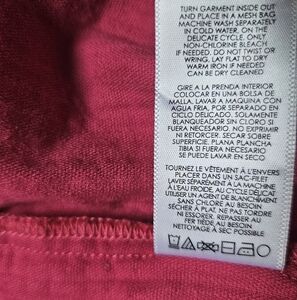 TURN GARMENT INSIDE OUT
AND PLACE IN A MESH BAG
MACHINE WASH SEPARATELY
IN COLD WATER, ON THE
DELICATE CYCLE. ONLY
NON-CHLORINE BLEACH
IF NEEDED. DO NOT TWIST OR
WRING, LAY FLAT TO DRY
WARM IRON IF NEEDED
CAN BE DRY CLEANED
GIRE A LA PRENDA INTERIOR
COLOCAR EN UNA BOLSA DE
MALLA, LAVAR A MAQUINA CON
AGUA FRIA, POR SEPARADO EN
CICLO DELICADO. SOLAMENTE
BLANQUEADOR SIN CLORO SI
FUERA NECESARIO. NO EXPRIMIR
NI RETORCER. SECAR SOBRE
SUPERFICIE. PLANA PLANCHA
TIBIA SI FUERA NECESARIO
SE PUEDE LAVAR EN SECO
TOURNEZ LE VÊTEMENT À L'ENVERS
PLACER DANS UN SAC-FILET
LAVER SÉPARÉMENT À LA MACHINE
À L'EAU FROIDE, AU CYCLE DÉLICAT
UTILISER UN AGENT DE BLANCHIMENT
SANS CHLORE AU BESOIN
SÉCHER À PLAT. NE PAS TORDRE
NI ESSORER. REPASSER AU
FER TIÈDE AU BESOIN
NETTOYAGE À SEC POSSIBLE